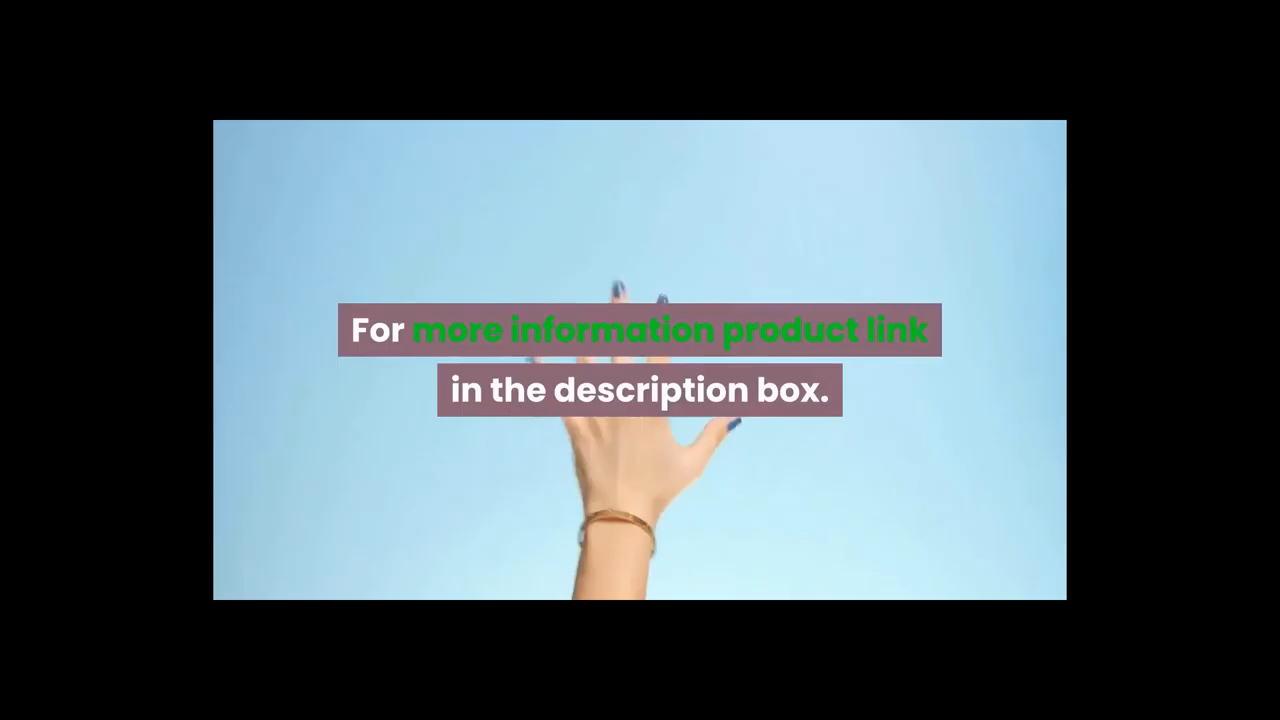 For more information product link
in the description box.